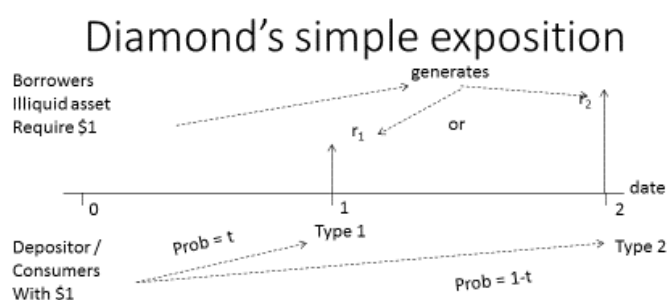 Diamond's simple exposition
Borrowers
Illiquid asset
Require $1
generates
r₁
or
r₂
date
0
1
2
Depositor /
Consumers
With $1
Prob = t
Type 1
Type 2
Prob = 1-t